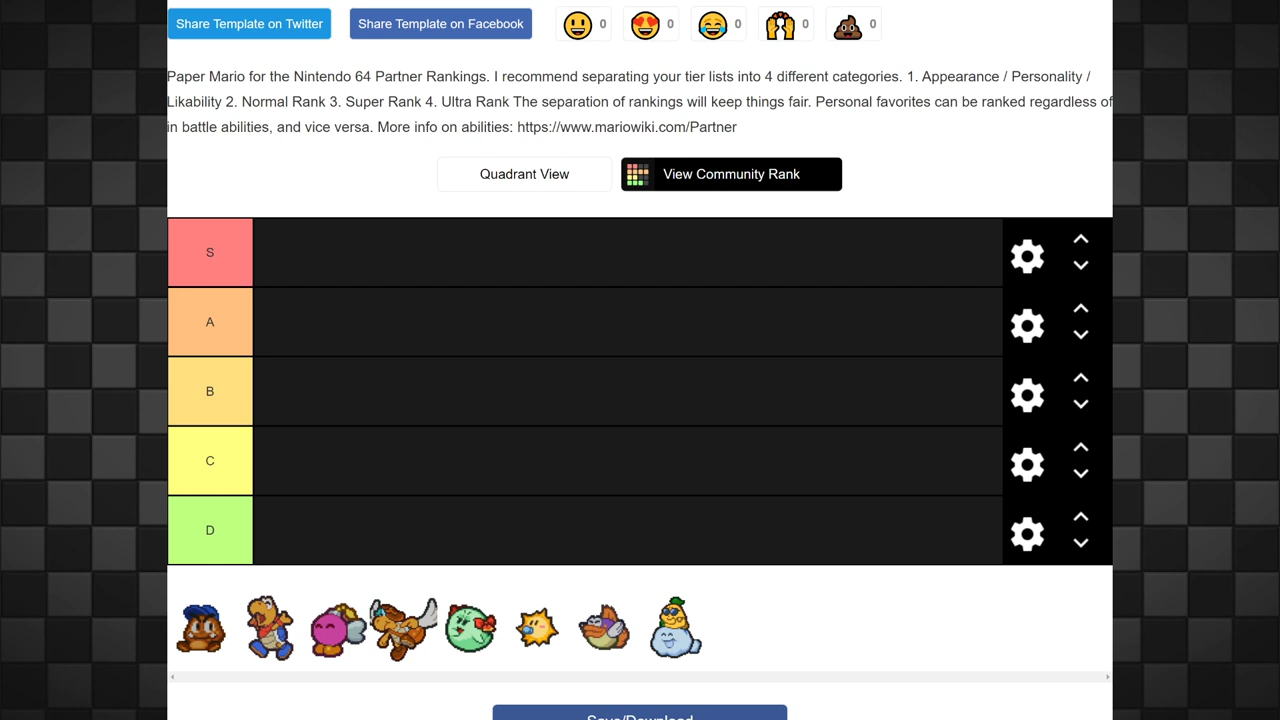 Share Template on Twitter
Share Template on Facebook
0
0
0
0
0
Paper Mario for the Nintendo 64 Partner Rankings. I recommend separating your tier lists into 4 different categories. 1. Appearance / Personality /
Likability 2. Normal Rank 3. Super Rank 4. Ultra Rank The separation of rankings will keep things fair. Personal favorites can be ranked regardless of
in battle abilities, and vice versa. More info on abilities: https://www.mariowiki.com/Partner
Quadrant View
View Community Rank
S
A
B
C
D
Save/Download